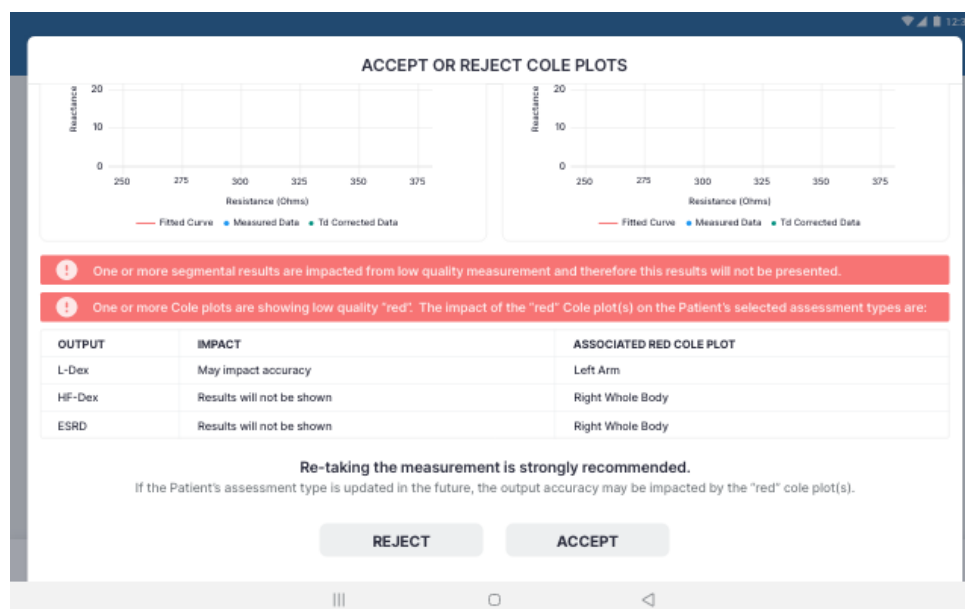 12:3
ACCEPT OR REJECT COLE PLOTS
Reactance
20
10
0
250 275 300 325 350 375
Resistance (Ohms)
Fitted Curve Measured Data Td Corrected Data
Reactance
20
10
0
250 275 300 325 350 375
Resistance (Ohms)
Fitted Curve Measured Data Td Corrected Data
One or more segmental results are impacted from low quality measurement and therefore this results will not be presented.
One or more Cole plots are showing low quality "red". The impact of the "red" Cole plot(s) on the Patient's selected assessment types are:
OUTPUT IMPACT ASSOCIATED RED COLE PLOT
L-Dex May impact accuracy Left Arm
HF-Dex Results will not be shown Right Whole Body
ESRD Results will not be shown Right Whole Body
Re-taking the measurement is strongly recommended.
If the Patient's assessment type is updated in the future, the output accuracy may be impacted by the "red" cole plot(s).
REJECT ACCEPT